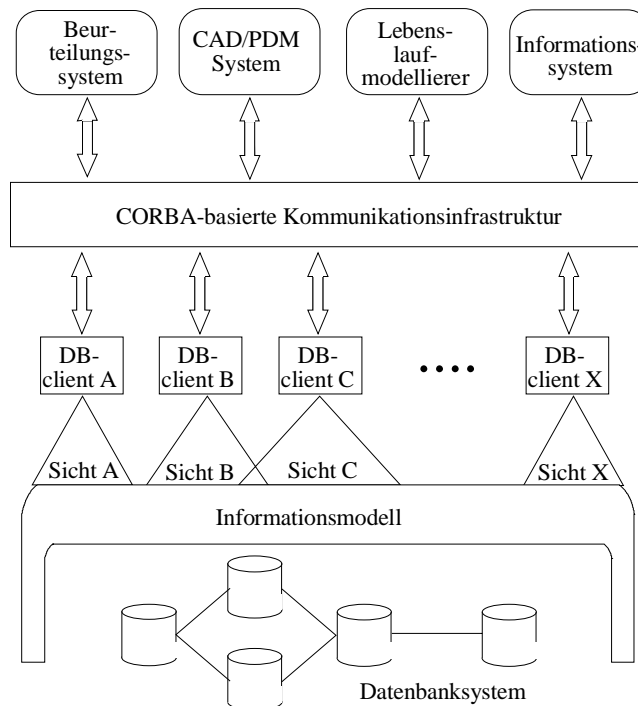 Beur-
teilungs-
system
CAD/PDM
System
Lebens-
lauf-
modellierer
Informations-
system
CORBA-basierte Kommunikationsinfrastruktur
DB-
client A
DB-
client B
DB-
client C
DB-
client X
Sicht A
Sicht B
Sicht C
Sicht X
Informationsmodell
Datenbanksystem